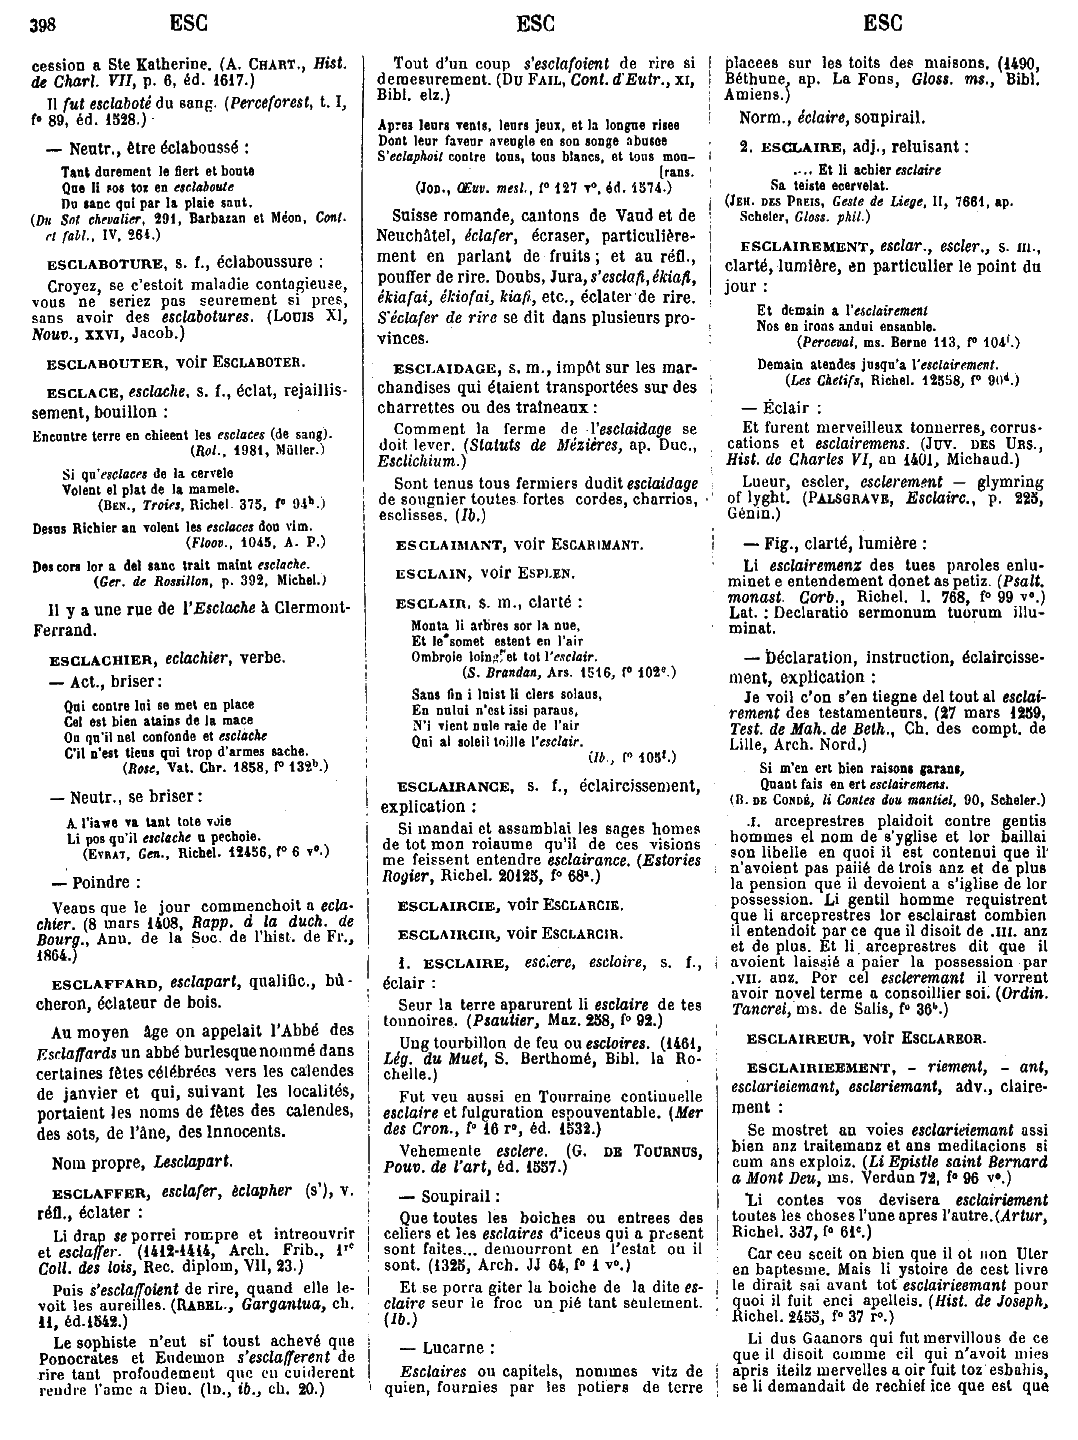 398 ESC ESC ESC
cession a Ste Katherine. (A. CHART., Hist.
de Charl. VII, p. 6, éd. 1617.)
Il fut esclaboté du sang. (Perceforest, t. I,
f° 89, éd. 1528.)
— Neutr., être éclaboussé :
Tant durement le fiert et boute
Que li sos toz en esclaboute
Du sanc qui par la plaie saut.
(Du Sot chevalier, 291, Barbazan et Méon, Cont.
et fabl., IV, 264.)
ESCLABOTURE, s. f., éclaboussure :
Croyez, se c'estoit maladie contagieuse,
vous ne seriez pas seurement si pres,
sans avoir des esclabotures. (LOUIS XI,
Nouv., XXVI, Jacob.)
ESCLABOUTER, voir ESCLABOTER.
ESCLACE, esclache, s. f., éclat, rejaillis-
sement, bouillon :
Encontre terre en chieent les esclaces (de sang).
(Rol., 1981, Müller.)
Si qu'esclaces de la cervele
Volent el plat de la mamele.
(BEN., Troies, Richel. 375, f° 94ʰ.)
Desus Richier an volent les esclaces dou vim.
(Floov., 1045, A. P.)
Des cors lor a del sanc trait maint esclache.
(Ger. de Rossillon, p. 392, Michel.)
Il y a une rue de l'Esclache à Clermont-
Ferrand.
ESCLACHIER, eclachier, verbe.
— Act., briser :
Qui contre lui se met en place
Cel est bien atains de la mace
Ou qu'il nel confonde et esclache
C'il n'est tieus qui trop d'armes sache.
(Rose, Vat. Chr. 1858, f° 132ᵇ.)
— Neutr., se briser :
A l'iawe va tant tote voie
Li pos qu'il esclache u pechoie.
(EVRAT, Gen., Richel. 12456, f° 6 v°.)
— Poindre :
Veans que le jour commenchoit a ecla-
chier. (8 mars 1408, Rapp. à la duch. de
Bourg., Ann. de la Soc. de l'hist. de Fr.,
1864.)
ESCLAFFARD, esclapart, qualific., bû-
cheron, éclateur de bois.
Au moyen âge on appelait l'Abbé des
Esclaffards un abbé burlesque nommé dans
certaines fêtes célébrées vers les calendes
de janvier et qui, suivant les localités,
portaient les noms de fêtes des calendes,
des sots, de l'âne, des Innocents.
Nom propre, Lesclapart.
ESCLAFFER, esclafer, èclapher (s'), v.
réfl., éclater :
Li drap se porrei rompre et intreouvrir
et esclaffer. (1412-1414, Arch. Frib., 1ʳᵉ
Coll. des lois, Rec. diplom, VII, 23.)
Puis s'esclaffoient de rire, quand elle le-
voit les aureilles. (RABEL., Gargantua, ch.
11, éd. 1542.)
Le sophiste n'eut si toust achevé que
Ponocrates et Eudemon s'esclafferent de
rire tant profoudement que en cuiderent
rendre l'ame a Dieu. (ID., ib., ch. 20.)
Tout d'un coup s'esclafoient de rire si
demesurement. (DU FAIL, Cont. d'Eutr., XI,
Bibl. elz.)
Apres leurs vents, leurs jeux, et la longue risee
Dont leur faveur aveugle en son songe abusee
S'eclaphoit contre tous, tous blancs, et tous mou-
[rans.
(JOD., Œuv. mesl., f° 127 r°, éd. 1574.)
Suisse romande, cantons de Vaud et de
Neuchâtel, éclafer, écraser, particulière-
ment en parlant de fruits ; et au réfl.,
pouffer de rire. Doubs, Jura, s'esclafi, ékiafi,
ékiafai, ékiofai, kiafi, etc., éclater de rire.
S'éclafer de rire se dit dans plusieurs pro-
vinces.
ESCLAIDAGE, s. m., impôt sur les mar-
chandises qui étaient transportées sur des
charrettes ou des traîneaux :
Comment la ferme de l'esclaidage se
doit lever. (Statuts de Mézières, ap. Duc.,
Esclichium.)
Sont tenus tous fermiers dudit esclaidage
de sougnier toutes fortes cordes, charrios,
esclisses. (Ib.)
ESCLAIMANT, voir ESCARIMANT.
ESCLAIN, voir ESPLEN.
ESCLAIR, s. m., clarté :
Monta li arbres sor la nue,
Et le somet estent en l'air
Ombroie loing et tot l'esclair.
(S. Brandan, Ars. 1516, f° 102ᶜ.)
Sans fin i luist li clers solaus,
En nului n'est issi paraus,
N'i vient nule raie de l'air
Qui al soleil toille l'esclair.
(Ib., f° 105ᶠ.)
ESCLAIRANCE, s. f., éclaircissement,
explication :
Si mandai et assamblai les sages homes
de tot mon roiaume qu'il de ces visions
me feissent entendre esclairance. (Estories
Rogier, Richel. 20125, f° 68ᵃ.)
ESCLAIRCIE, voir ESCLARCIE.
ESCLAIRCIR, voir ESCLARCIR.
1. ESCLAIRE, esclere, escloire, s. f.,
éclair :
Seur la terre aparurent li esclaire de tes
tounoires. (Psautier, Maz. 258, f° 92.)
Ung tourbillon de feu ou escloires. (1461,
Lég. du Muet, S. Berthomé, Bibl. la Ro-
chelle.)
Fut veu aussi en Tourraine continuelle
esclaire et fulguration espouventable. (Mer
des Cron., f° 16 r°, éd. 1532.)
Vehemente esclere. (G. DE TOURNUS,
Pouv. de l'art, éd. 1557.)
— Soupirail :
Que toutes les boiches ou entrees des
celiers et les esclaires d'iceus qui a present
sont faites... demourront en l'estat ou il
sont. (1325, Arch. JJ 64, f° 1 v°.)
Et se porra giter la boiche de la dite es-
claire seur le froc un pié tant seulement.
(Ib.)
— Lucarne :
Esclaires ou capitels, nommes vitz de
quien, fournies par les potiers de terre
placees sur les toits des maisons. (1490,
Béthune, ap. La Fons, Gloss. ms., Bibl.
Amiens.)
Norm., éclaire, soupirail.
2. ESCLAIRE, adj., reluisant :
.... Et li achier esclaire
Sa teiste ecervelat.
(JEH. DES PREIS, Geste de Liege, II, 7661, ap.
Scheler, Gloss. phil.)
ESCLAIREMENT, esclar., escler., s. m.,
clarté, lumière, en particulier le point du
jour :
Et demain a l'esclairement
Nos en irons andui ensanble.
(Perceval, ms. Berne 113, f° 104ᶠ.)
Demain atendes jusqu'a l'esclairement.
(Les Chetifs, Richel. 12558, f° 90ᵈ.)
— Éclair :
Et furent merveilleux tonnerres, corrus-
cations et esclairemens. (JUV. DES URS.,
Hist. de Charles VI, an 1401, Michaud.)
Lueur, escler, esclerement — glymring
of lyght. (PALSGRAVE, Esclairc., p. 225,
Génin.)
— Fig., clarté, lumière :
Li esclairemenz des tues paroles enlu-
minet e entendement donet as petiz. (Psalt.
monast. Corb., Richel. l. 768, f° 99 v°.)
Lat. : Declaratio sermonum tuorum illu-
minat.
— Déclaration, instruction, éclaircisse-
ment, explication :
Je voil c'on s'en tiegne del tout al esclai-
rement des testamenteurs. (27 mars 1259,
Test. de Mah. de Beth., Ch. des compt. de
Lille, Arch. Nord.)
Si m'en ert bien raisons garans,
Quant fais en ert esclairemens.
(B. DE CONDÉ, li Contes dou mantiel, 90, Scheler.)
.I. arceprestres plaidoit contre gentis
hommes el nom de s'yglise et lor baillai
son libelle en quoi il est contenui que il
n'avoient pas paiié de trois anz et de plus
la pension que il devoient a s'iglise de lor
possession. Li gentil homme requistrent
que li arceprestres lor esclairast combien
il entendoit par ce que il disoit de .III. anz
et de plus. Et li arceprestres dit que il
avoient laissié a paier la possession par
.VII. anz. Por cel escleremant il vorrent
avoir novel terme a consoillier soi. (Ordin.
Tancrei, ms. de Salis, f° 36ᵇ.)
ESCLAIREUR, voir ESCLAREOR.
ESCLAIRIEEMENT, - riement, - ant,
esclarieiemant, escleriemant, adv., claire-
ment :
Se mostret au voies esclarieiemant assi
bien anz traitemanz et ans meditacions si
cum ans exploiz. (Li Epistle saint Bernard
a Mont Deu, ms. Verdun 72, f° 96 v°.)
Li contes vos devisera esclairiement
toutes les choses l'une apres l'autre. (Artur,
Richel. 337, f° 61ᶜ.)
Car ceu sceit on bien que il ot non Uter
en baptesme. Mais li ystoire de cest livre
le dirait sai avant tot esclairieemant pour
quoi il fuit enci apelleis. (Hist. de Joseph,
Richel. 2455, f° 37 r°.)
Li dus Gaanors qui fut mervillous de ce
que il disoit comme cil qui n'avoit mies
apris iteilz mervelles a oir fuit toz esbahis,
se li demandait de rechief ice que est que